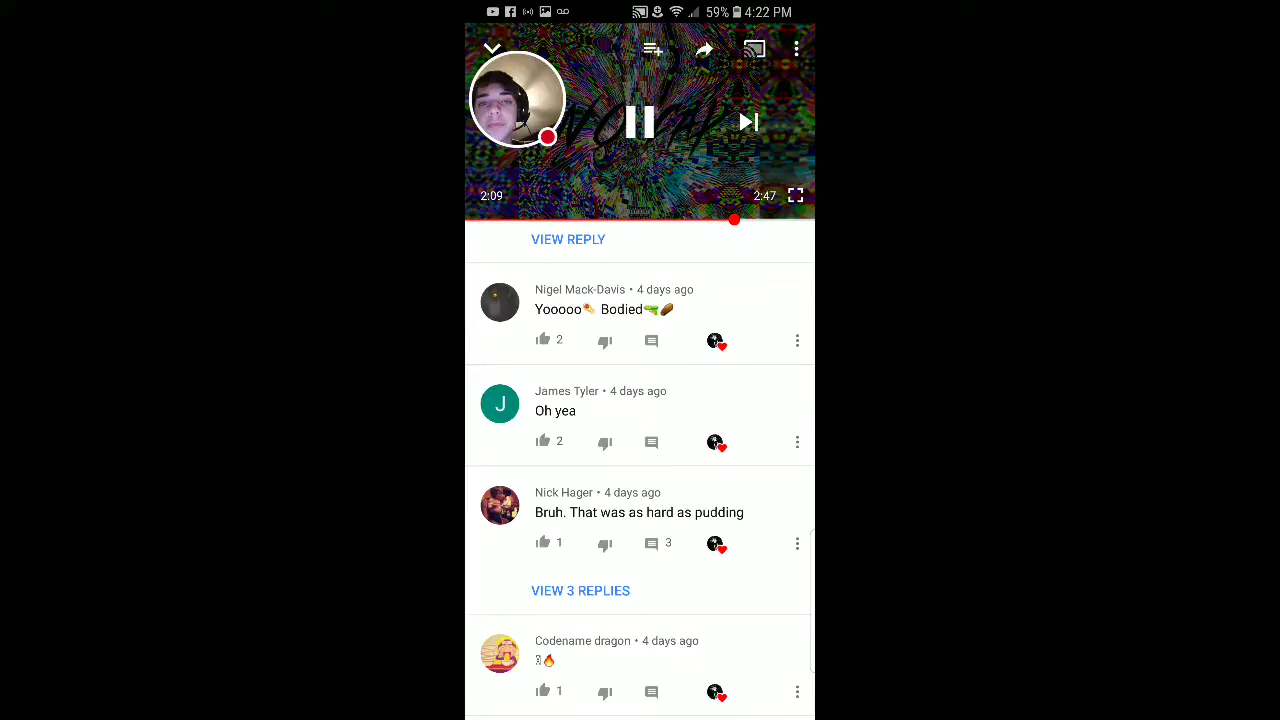 59% 4:22 PM
2:09 2:47
VIEW REPLY
Nigel Mack-Davis • 4 days ago
Yooooo Bodied
2
James Tyler • 4 days ago
Oh yea
2
J
Nick Hager • 4 days ago
Bruh. That was as hard as pudding
1 3
VIEW 3 REPLIES
Codename dragon • 4 days ago
🔥
1